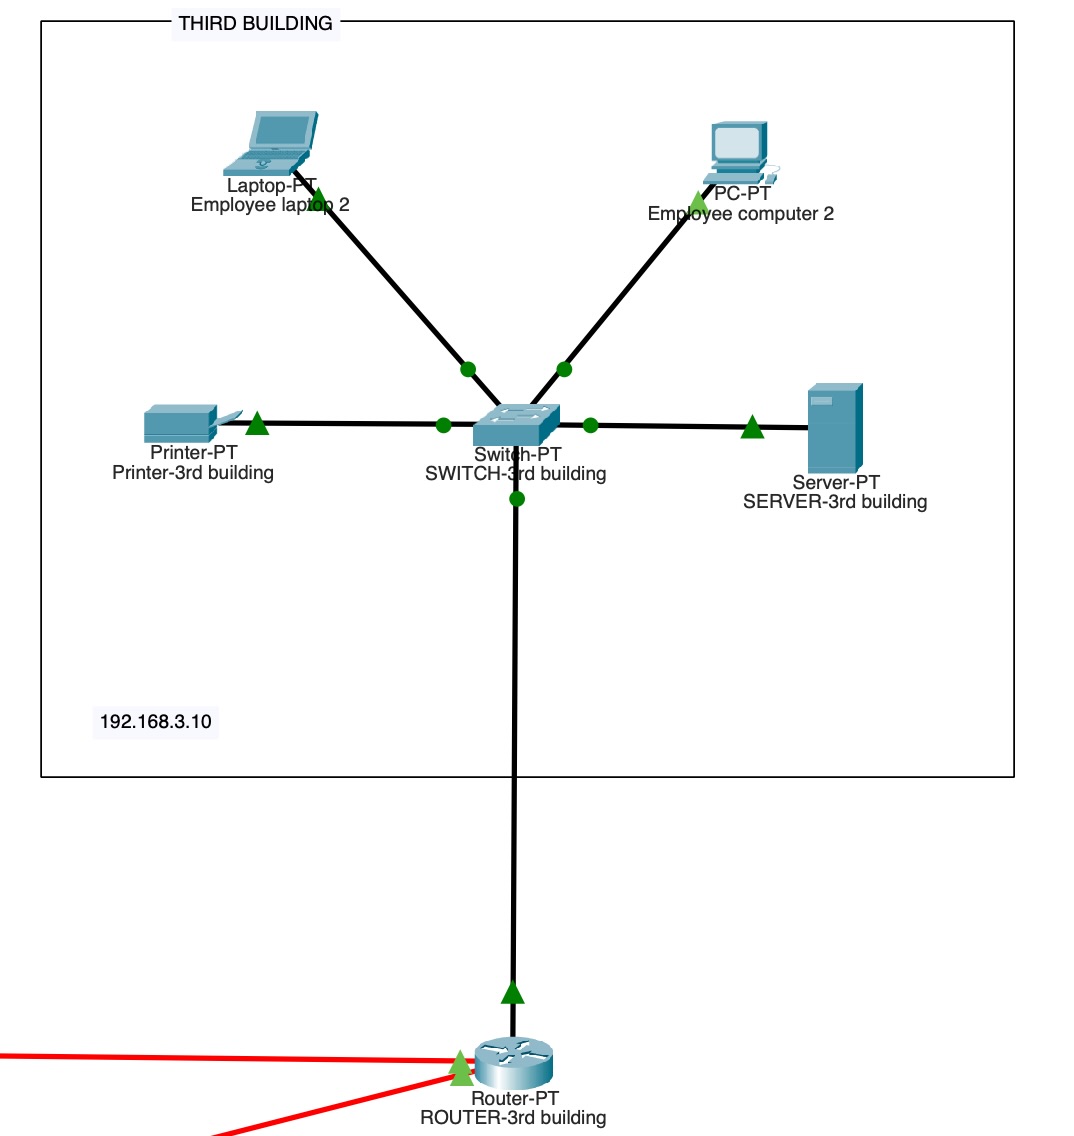 THIRD BUILDING
Laptop-PT
Employee laptop 2
PC-PT
Employee computer 2
Printer-PT
Printer-3rd building
Switch-PT
SWITCH-3rd building
Server-PT
SERVER-3rd building
192.168.3.10
Router-PT
ROUTER-3rd building